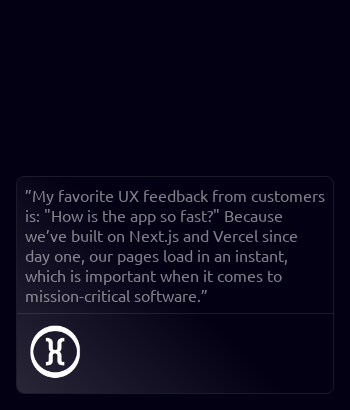 ”My favorite UX feedback from customers
is: "How is the app so fast?" Because
we’ve built on Next.js and Vercel since
day one, our pages load in an instant,
which is important when it comes to
mission-critical software.”